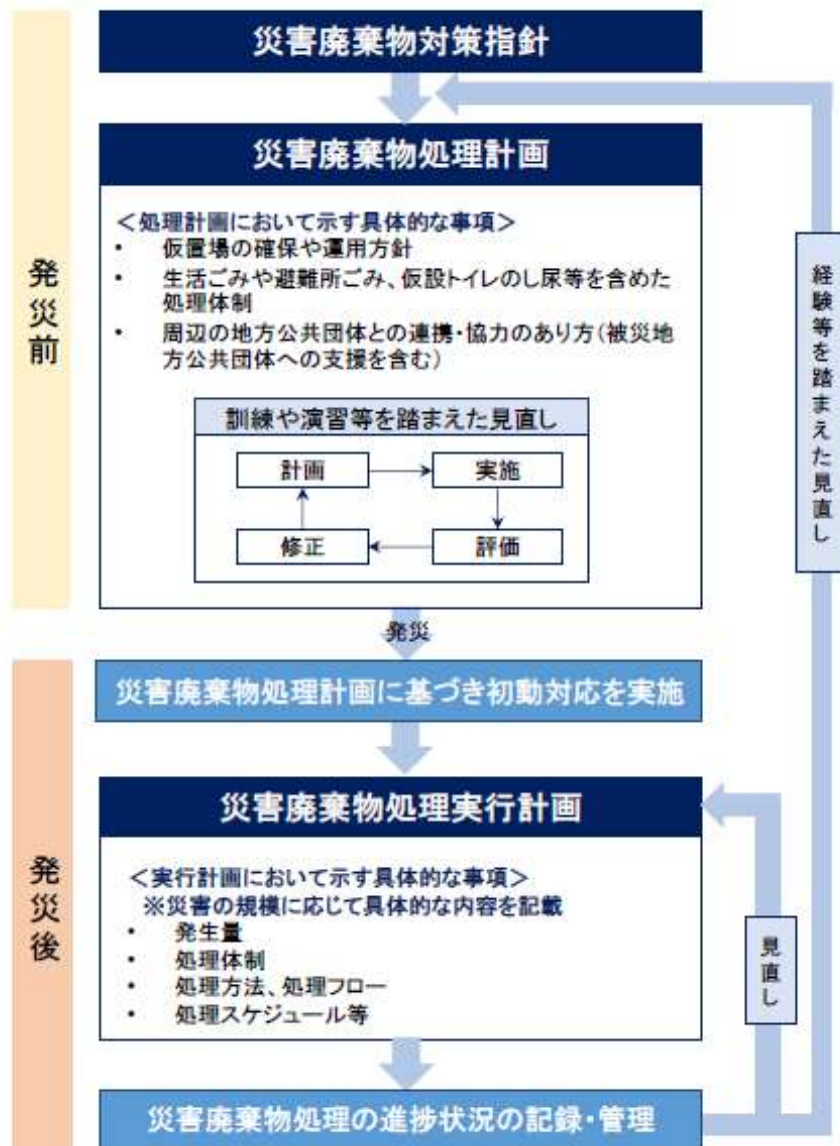 災害廃棄物対策指針
災害廃棄物処理計画
発災前
＜処理計画において示す具体的な事項＞
• 仮置場の確保や運用方針
• 生活ごみや避難所ごみ、仮設トイレのし尿等を含めた
処理体制
• 周辺の地方公共団体との連携・協力のあり方(被災地
方公共団体への支援を含む)
訓練や演習等を踏まえた見直し
計画
実施
修正
評価
経験等を踏まえた見直し
発災
災害廃棄物処理計画に基づき初動対応を実施
発災後
災害廃棄物処理実行計画
＜実行計画において示す具体的な事項＞
※災害の規模に応じて具体的な内容を記載
• 発生量
• 処理体制
• 処理方法、処理フロー
• 処理スケジュール等
見直し
災害廃棄物処理の進捗状況の記録・管理